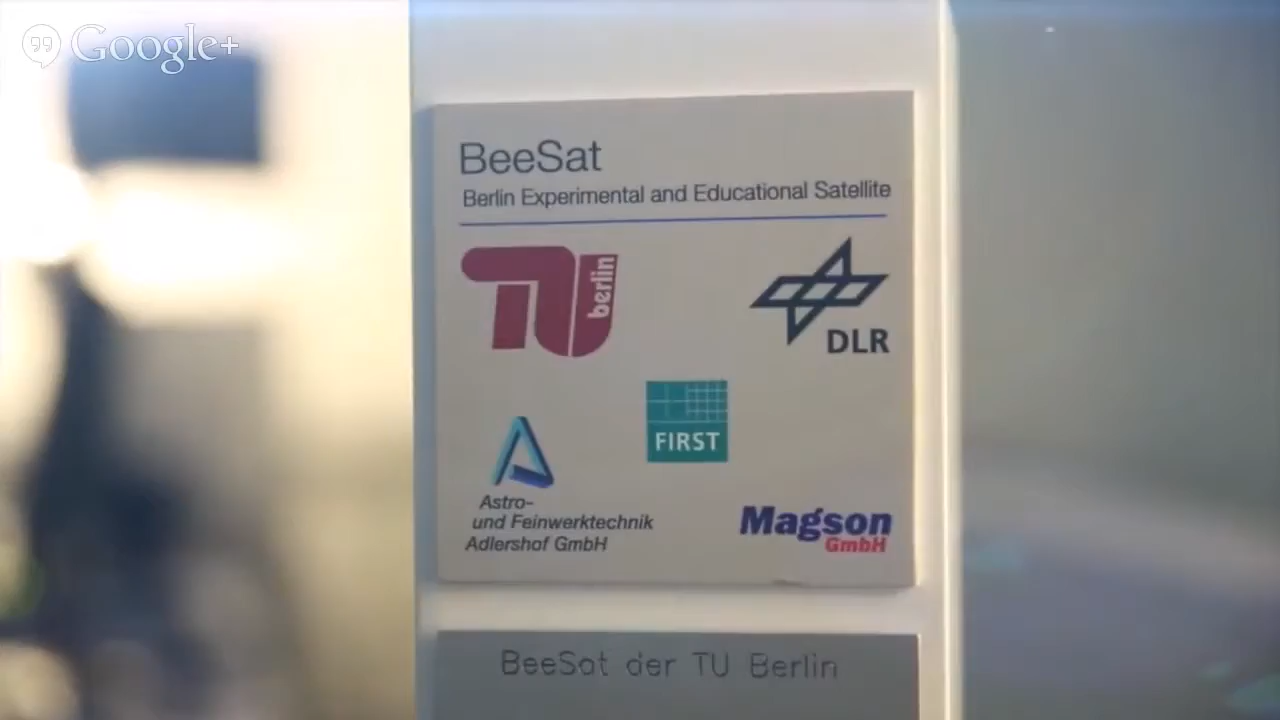 Google+
BeeSat
Berlin Experimental and Educational Satellite
TU berlin
DLR
FIRST
Astro-
und Feinwerktechnik
Adlershof GmbH
Magson
GmbH
BeeSat der TU Berlin